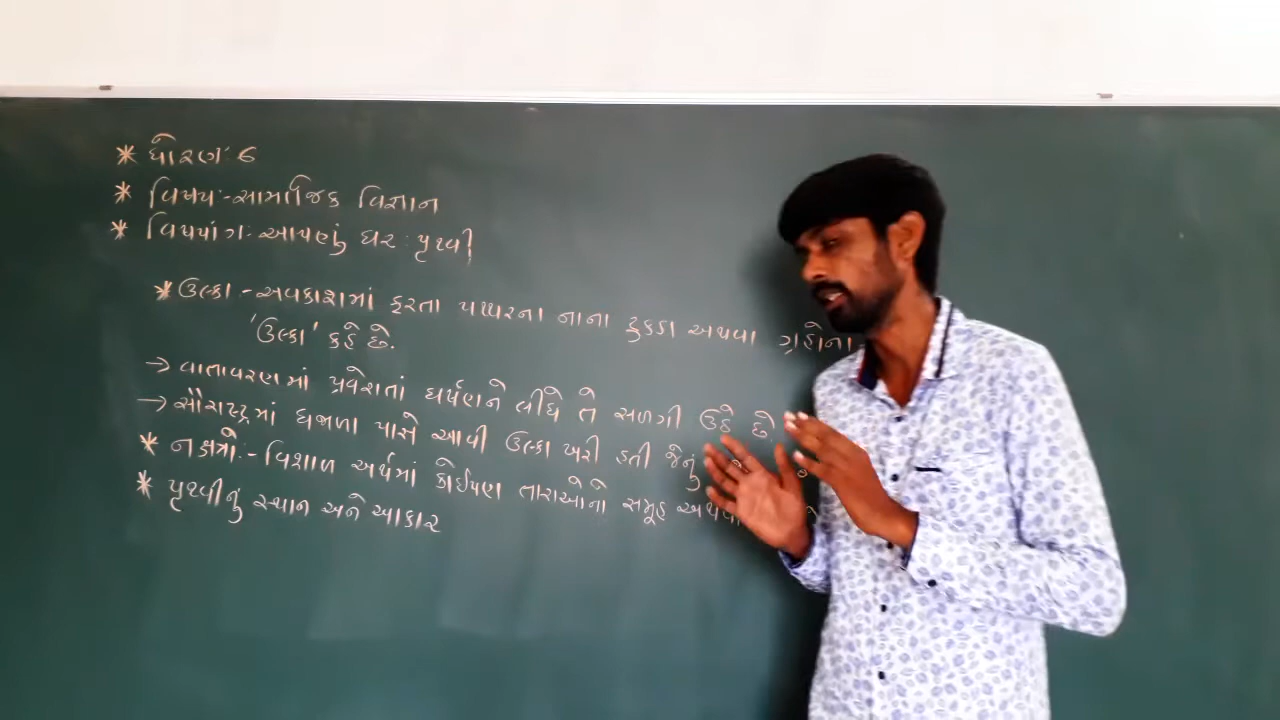 * ધોરણ: ૬
* વિષય:- સામાજિક વિજ્ઞાન
* વિષયાંગ:- આપણું ઘર: પૃથ્વી
* ઉલ્કા - અવકાશમાં ફરતા પથ્થરના નાના ટુકડા અથવા ગ્રહોના
'ઉલ્કા' કહે છે.
→ વાતાવરણમાં પ્રવેશતાં ઘર્ષણને લીધે તે સળગી ઉઠે છે
→ સૌરાષ્ટ્રમાં ધજાળા પાસે આવી ઉલ્કા ખરી હતી જેનું
* નક્ષત્રો:- વિશાળ અર્થમાં કોઈપણ તારાઓનો સમૂહ અથવા
* પૃથ્વીનું સ્થાન અને આકાર